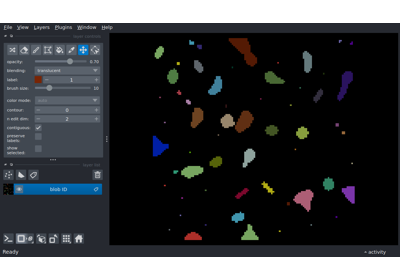 File View Layers Plugins Window Help
opacity: 0.70
blending: translucent
label: 1
brush size: 10
color mode:
contour: 0
n edit dim: 2
contiguous:
preserve labels:
show selected:
blob ID
Ready
activity